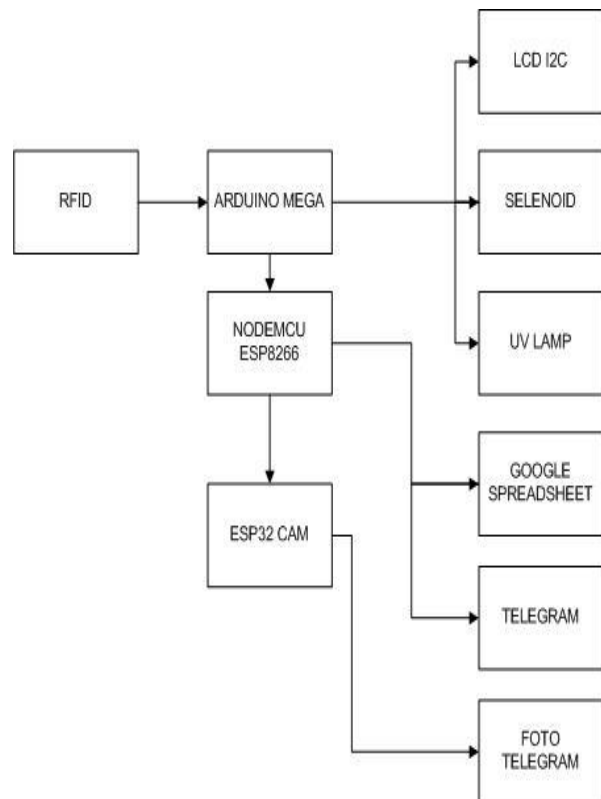 LCD I2C
RFID
ARDUINO MEGA
SELENOID
NODEMCU
ESP8266
UV LAMP
GOOGLE
SPREADSHEET
ESP32 CAM
TELEGRAM
FOTO
TELEGRAM